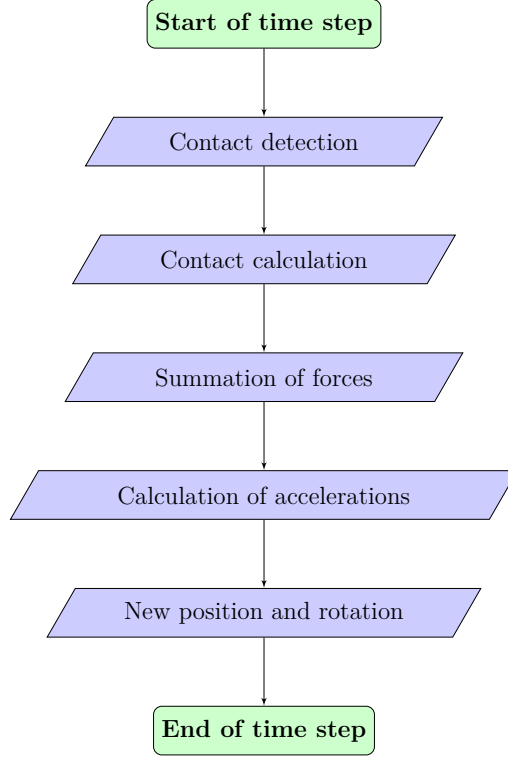 Start of time step
Contact detection
Contact calculation
Summation of forces
Calculation of accelerations
New position and rotation
End of time step